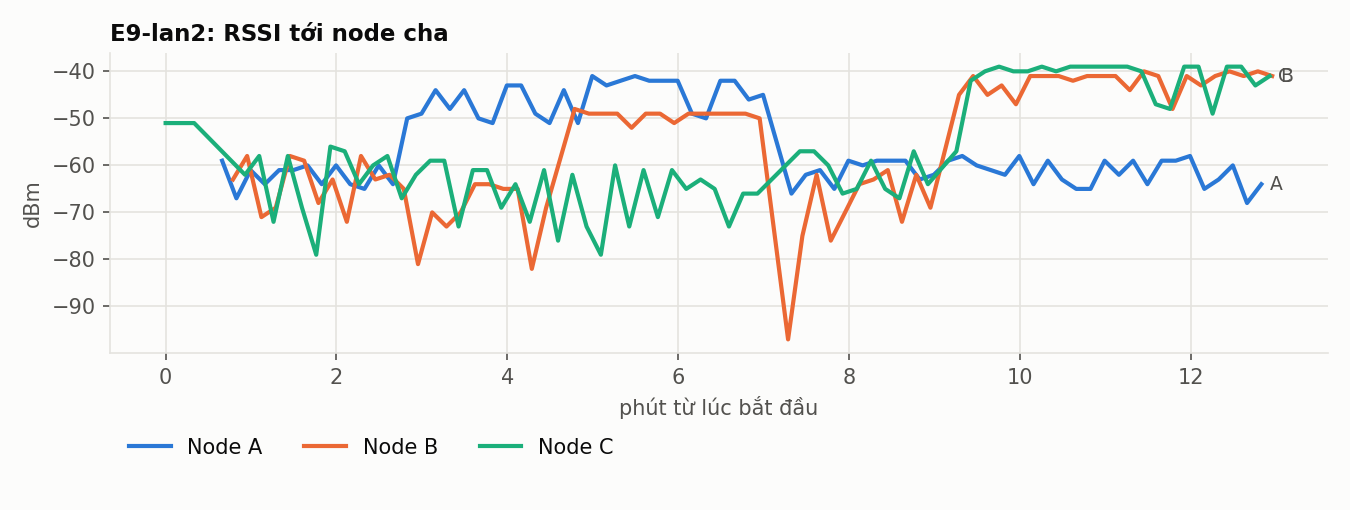 E9-lan2: RSSI tới node cha
−40
−50
−60
−70
−80
−90
dBm
0 2 4 6 8 10 12
phút từ lúc bắt đầu
C
B
A
Node A Node B Node C